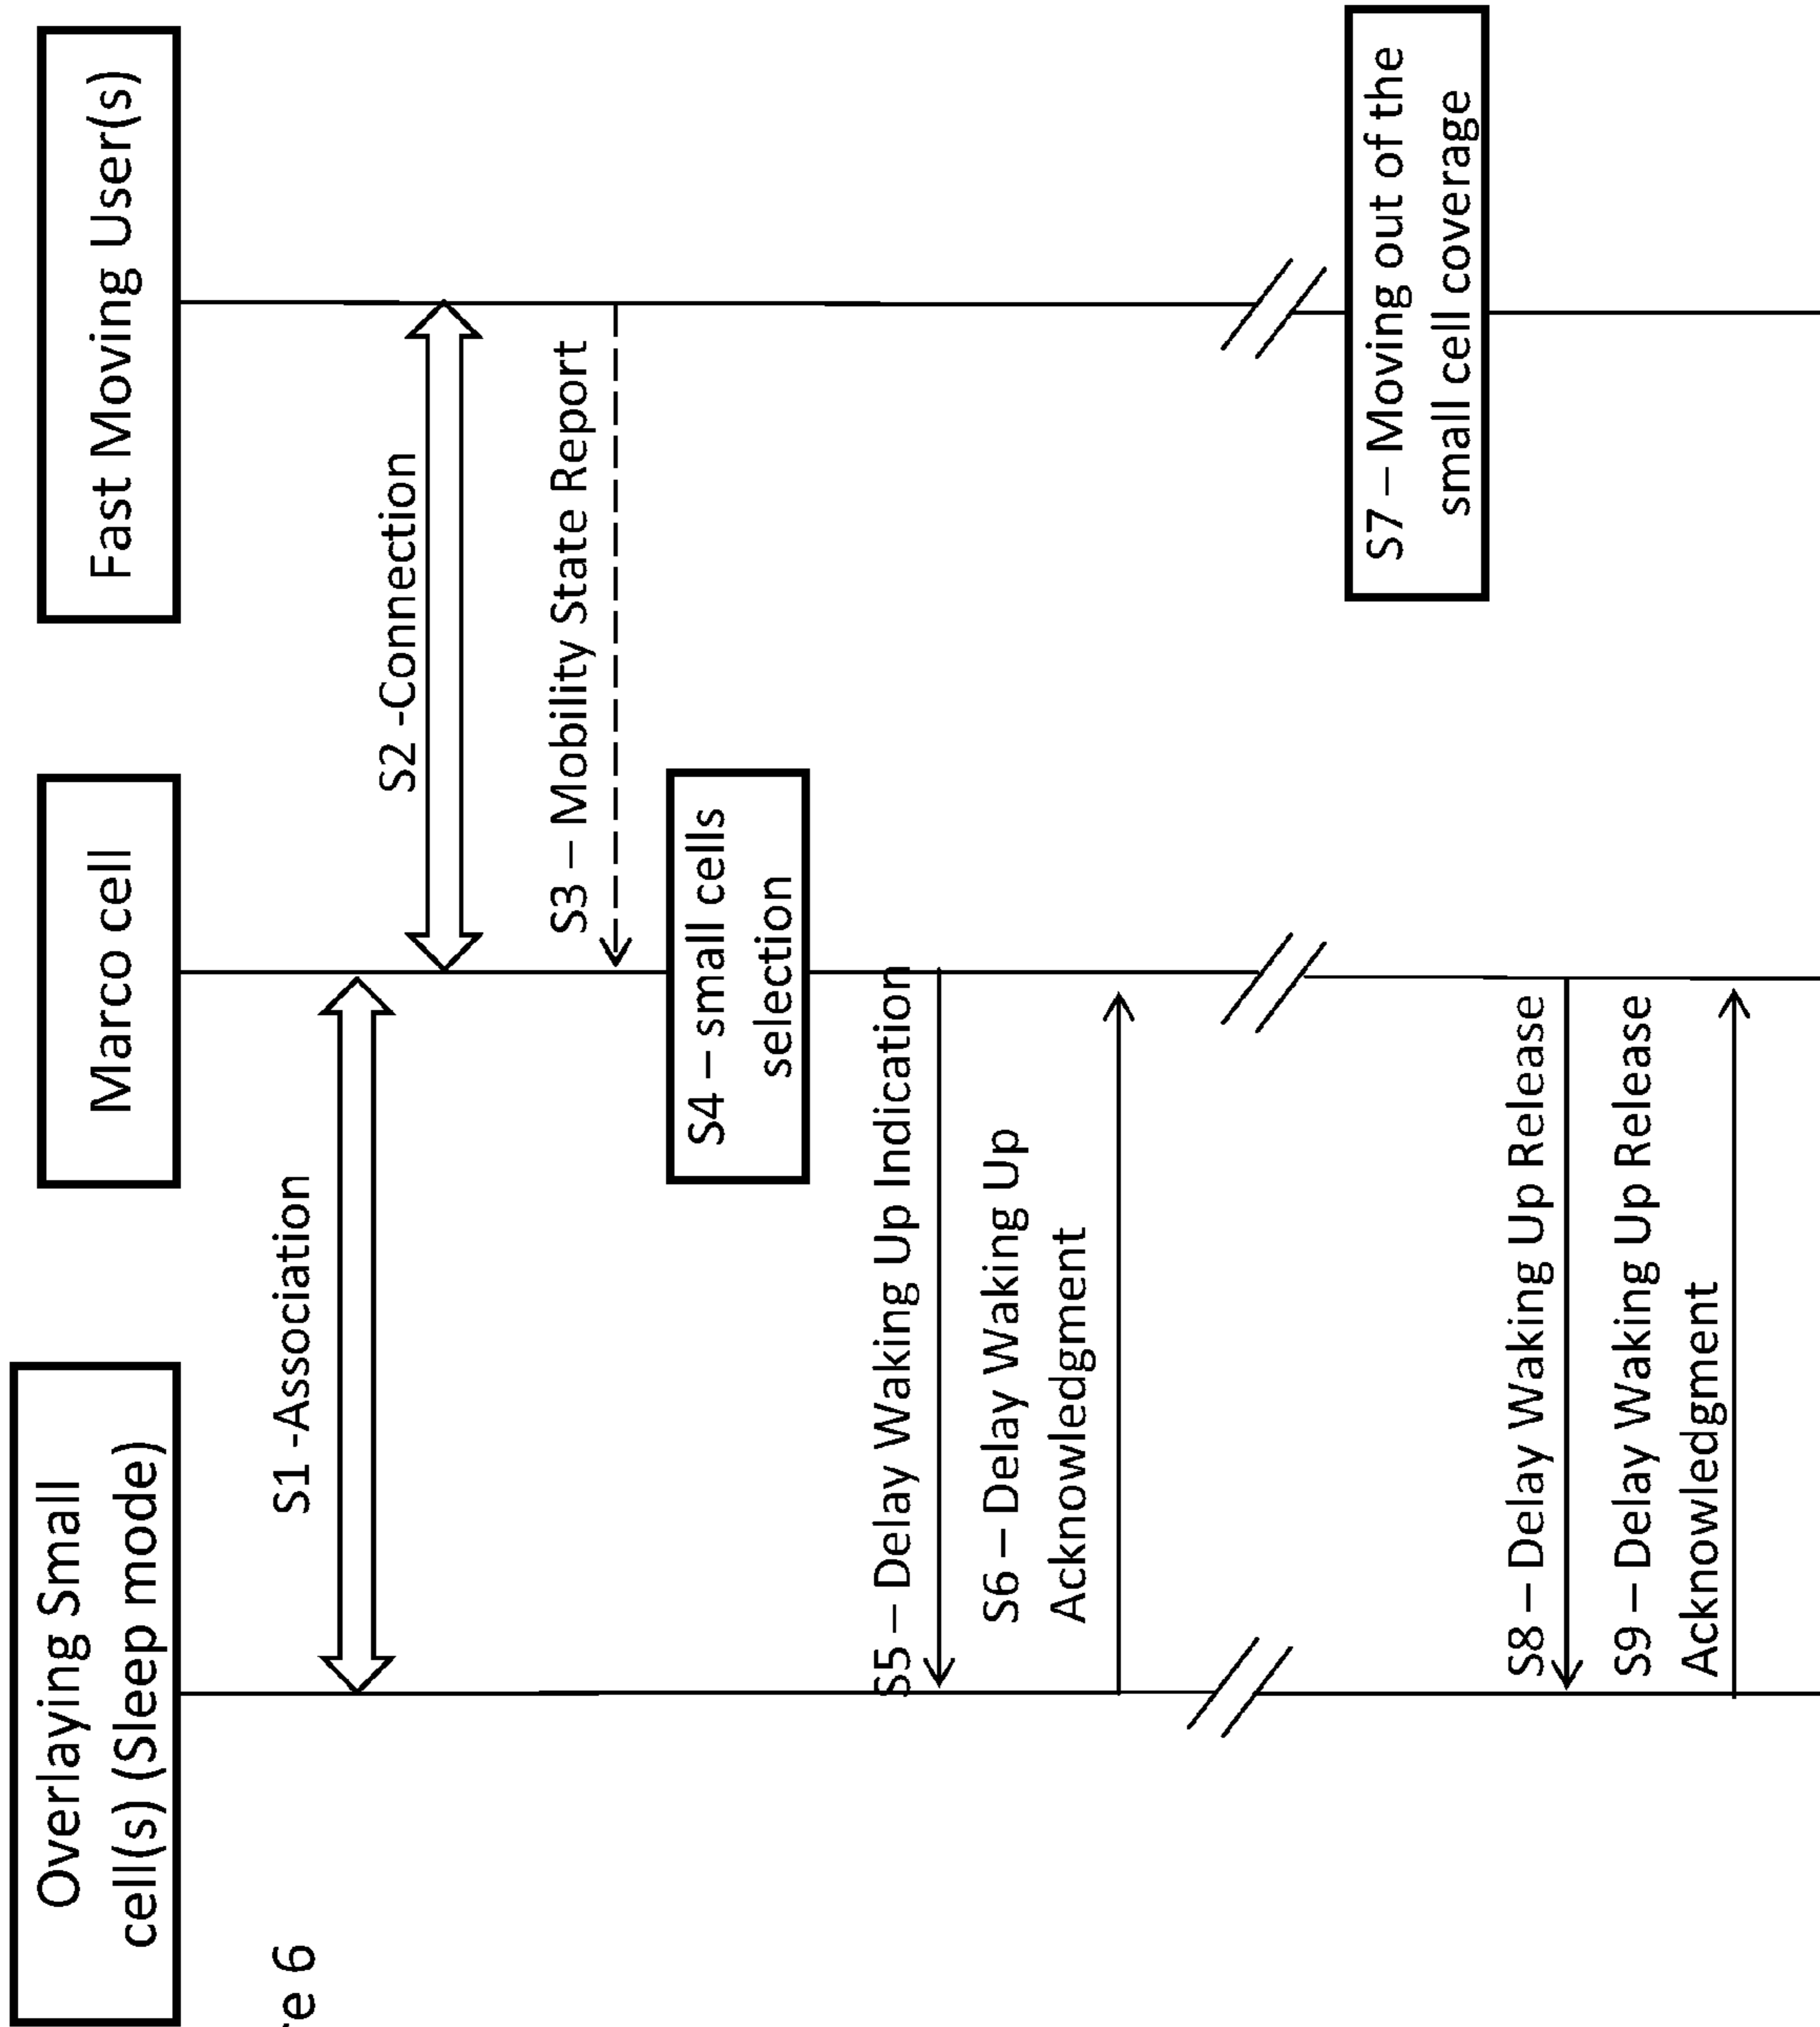 Overlaying Small
cell(s) (Sleep mode)
Marco cell
Fast Moving User(s)
S1 -Association
S2 -Connection
S3 – Mobility State Report
S4 – small cells
selection
S5 – Delay Waking Up Indication
S6 – Delay Waking Up
Acknowledgment
S7 – Moving out of the
small cell coverage
S8 – Delay Waking Up Release
S9 – Delay Waking Up Release
Acknowledgment
re 6